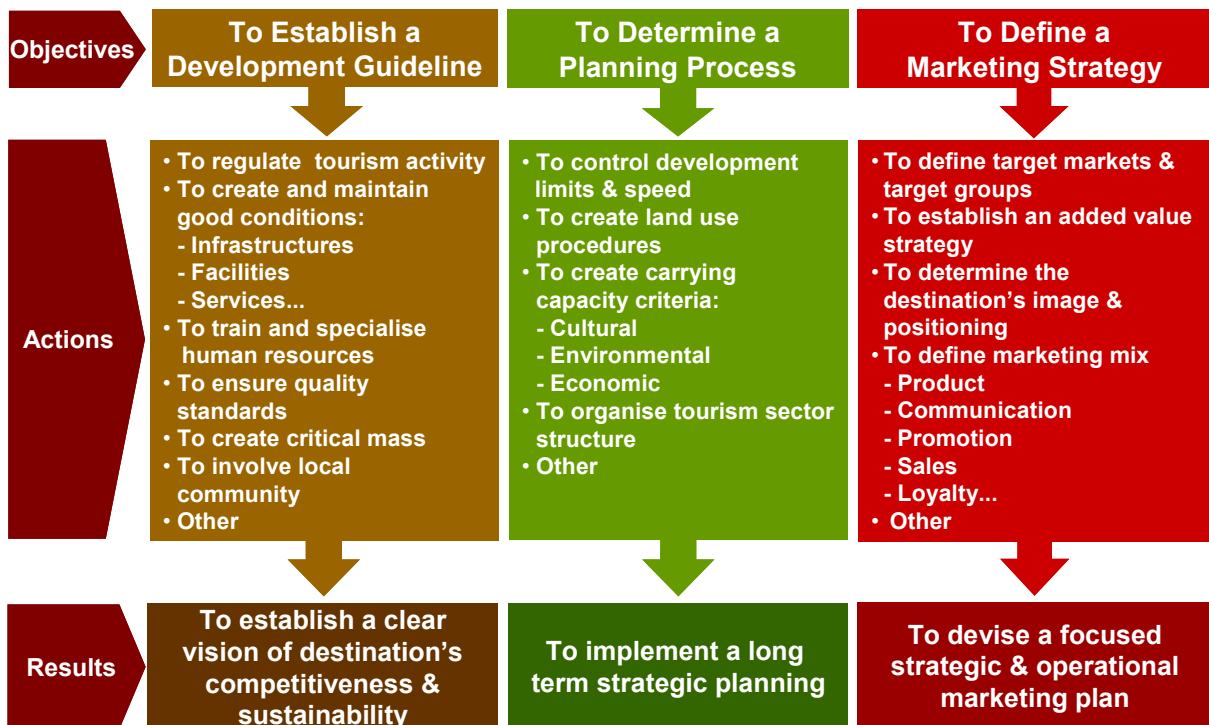 Objectives
To Establish a
Development Guideline
To Determine a
Planning Process
To Define a
Marketing Strategy
Actions
• To regulate tourism activity
• To create and maintain
good conditions:
- Infrastructures
- Facilities
- Services...
• To train and specialise
human resources
• To ensure quality
standards
• To create critical mass
• To involve local
community
• Other
• To control development
limits & speed
• To create land use
procedures
• To create carrying
capacity criteria:
- Cultural
- Environmental
- Economic
• To organise tourism sector
structure
• Other
• To define target markets &
target groups
• To establish an added value
strategy
• To determine the
destination's image &
positioning
• To define marketing mix
- Product
- Communication
- Promotion
- Sales
- Loyalty...
• Other
Results
To establish a clear
vision of destination's
competitiveness &
sustainability
To implement a long
term strategic planning
To devise a focused
strategic & operational
marketing plan